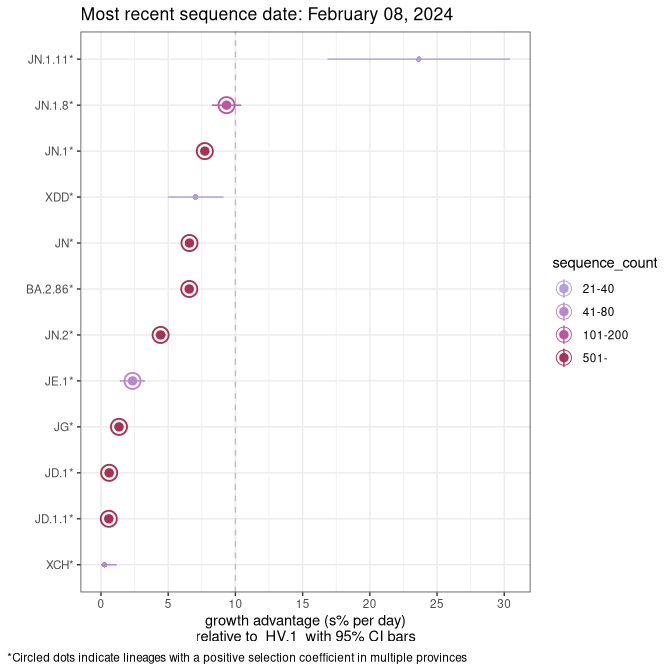 Most recent sequence date: February 08, 2024
JN.1.11*
JN.1.8*
JN.1*
XDD*
JN*
BA.2.86*
JN.2*
JE.1*
JG*
JD.1*
JD.1.1*
XCH*
0 5 10 15 20 25 30
growth advantage (s% per day)
relative to HV.1 with 95% CI bars
sequence_count
21-40
41-80
101-200
501-
*Circled dots indicate lineages with a positive selection coefficient in multiple provinces